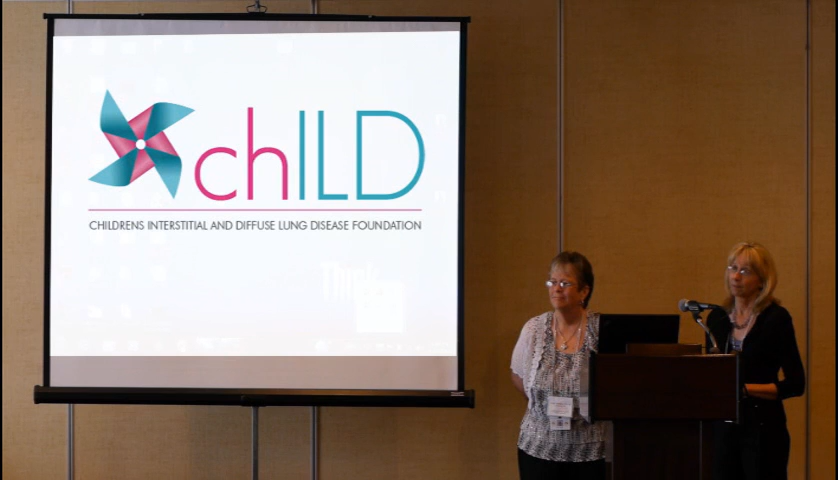 chILD
CHILDRENS INTERSTITIAL AND DIFFUSE LUNG DISEASE FOUNDATION